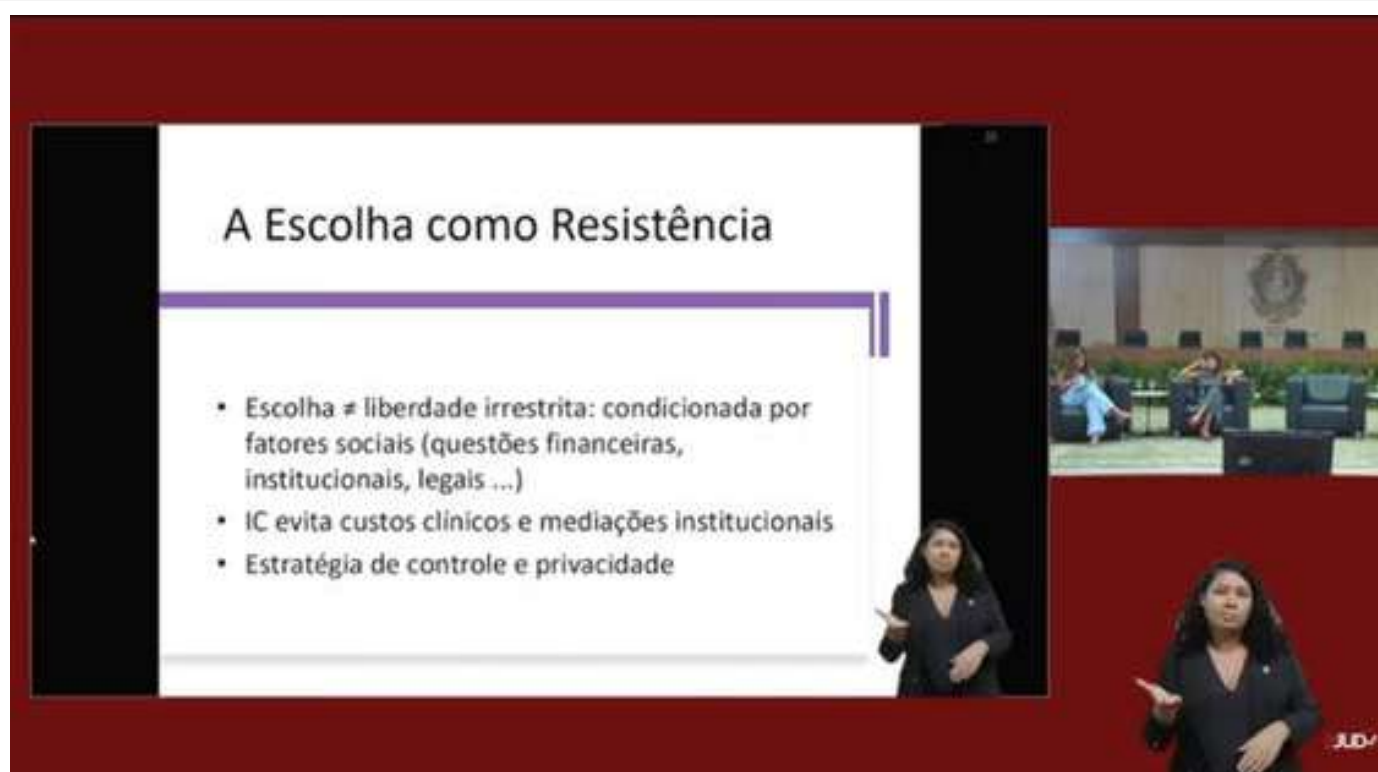 A Escolha como Resistência
• Escolha ≠ liberdade irrestrita: condicionada por
fatores sociais (questões financeiras,
institucionais, legais ...)
• IC evita custos clínicos e mediações institucionais
• Estratégia de controle e privacidade